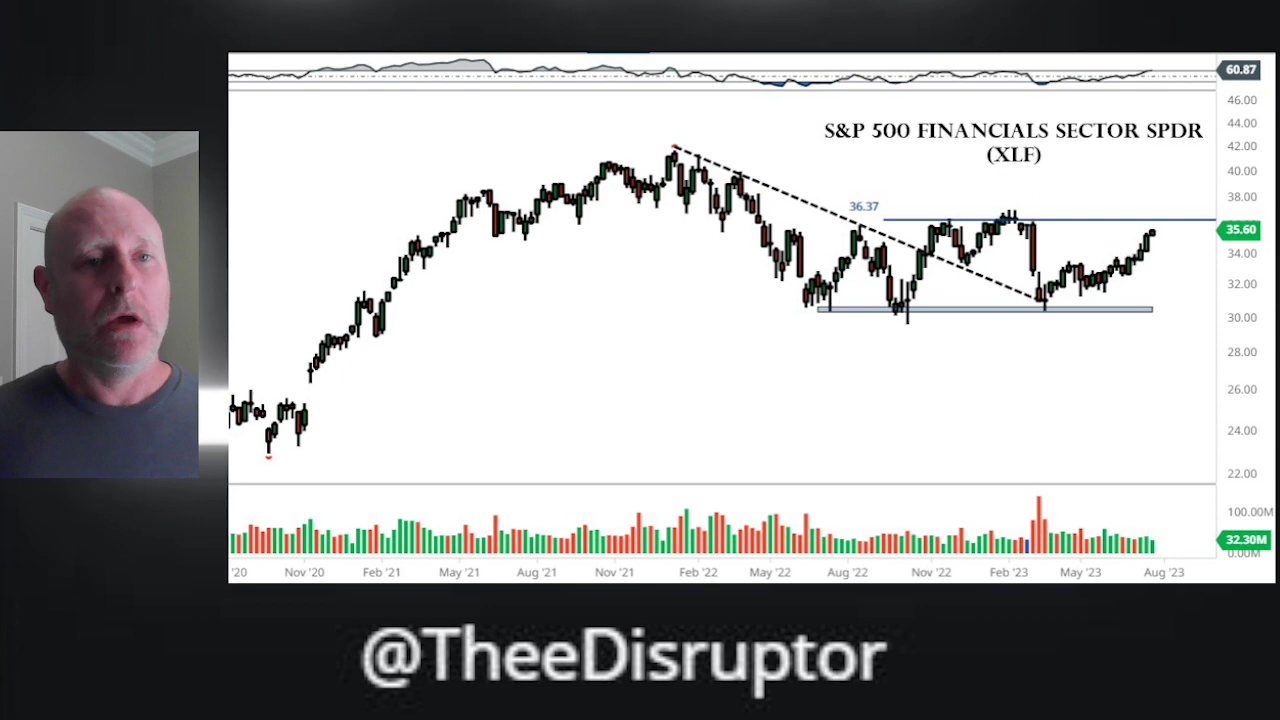 60.87
46.00
44.00
S&P 500 FINANCIALS SECTOR SPDR
(XLF)
42.00
40.00
38.00
36.37
35.60
34.00
32.00
30.00
28.00
26.00
24.00
22.00
100.00M
32.30M
0.00M
'20 Nov '20 Feb '21 May '21 Aug '21 Nov '21 Feb '22 May '22 Aug '22 Nov '22 Feb '23 May '23 Aug '23
@TheeDisruptor